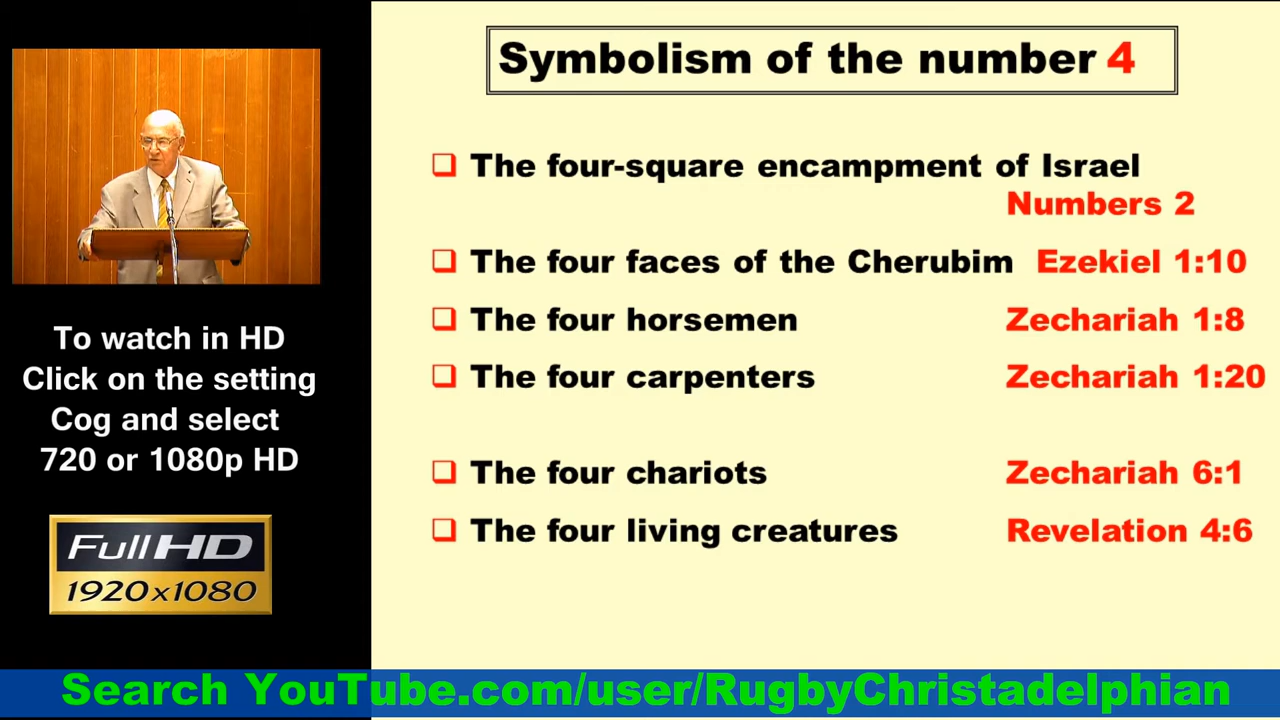 Symbolism of the number 4
The four-square encampment of Israel
Numbers 2
The four faces of the Cherubim Ezekiel 1:10
The four horsemen Zechariah 1:8
The four carpenters Zechariah 1:20
The four chariots Zechariah 6:1
The four living creatures Revelation 4:6
To watch in HD
Click on the setting
Cog and select
720 or 1080p HD
Full HD
1920x1080
Search YouTube.com/user/RugbyChristadelphian